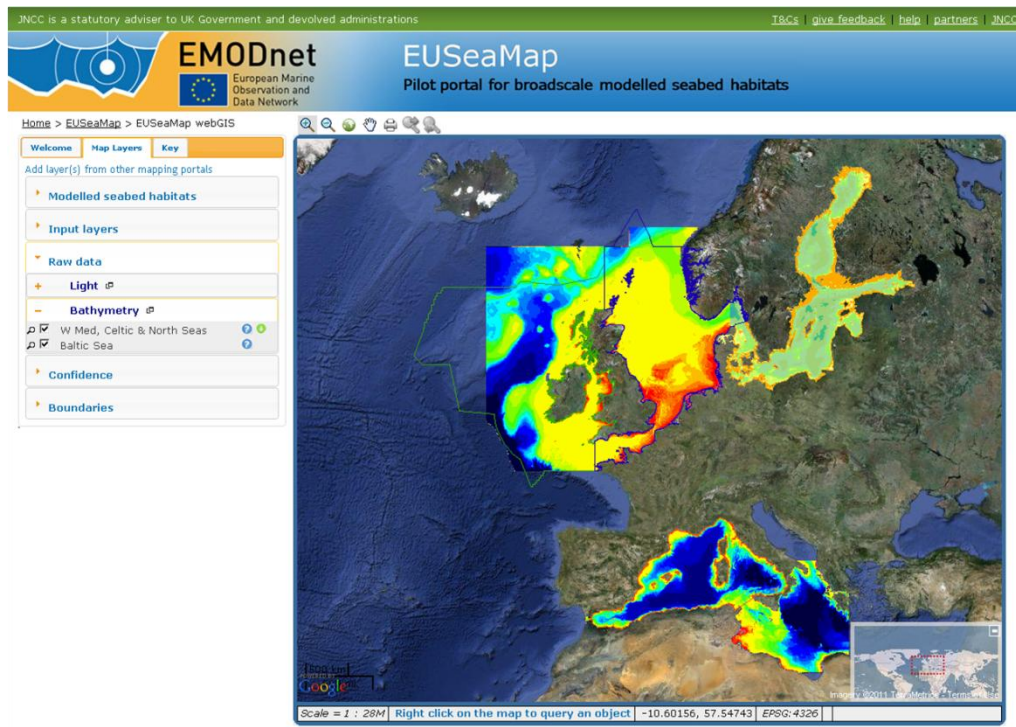 JNCC is a statutory adviser to UK Government and devolved administrations
T&Cs | give feedback | help | partners | JNCC
EMODnet
European Marine
Observation and
Data Network
EUSeaMap
Pilot portal for broadscale modelled seabed habitats
Home > EUSeaMap > EUSeaMap webGIS
Welcome
Map Layers
Key
Add layer(s) from other mapping portals
Modelled seabed habitats
Input layers
Raw data
+ Light
- Bathymetry
W Med, Celtic & North Seas
Baltic Sea
Confidence
Boundaries
Google
Imagery ©2011 TerraMetrics - Terms of Use
Scale = 1 : 28M
Right click on the map to query an object
-10.60156, 57.54743
EPSG:4326